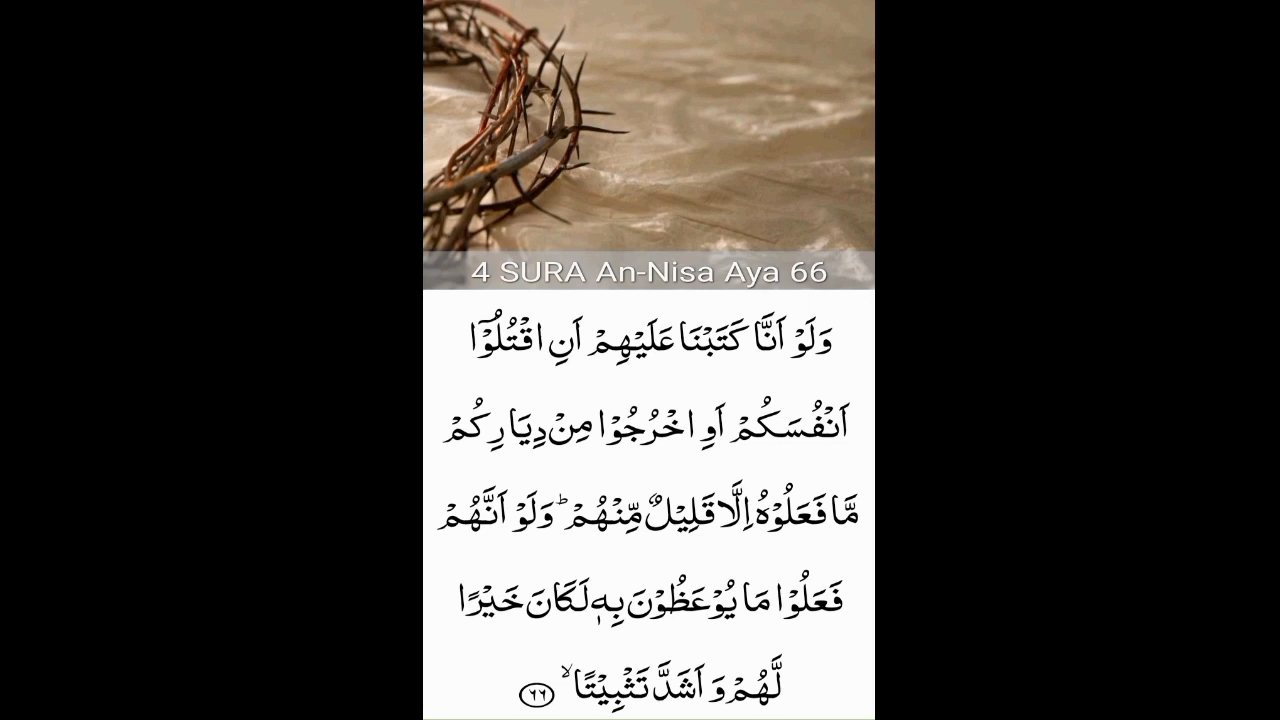 4 SURA An-Nisa Aya 66
وَلَوْ اَنَّا كَتَبْنَا عَلَيْهِمْ اَنِ اقْتُلُوْۤا
اَنْفُسَكُمْ اَوِ اخْرُجُوْا مِنْ دِيَارِكُمْ
مَّا فَعَلُوْهُ اِلَّا قَلِيْلٌ مِّنْهُمْ ؕ وَلَوْ اَنَّهُمْ
فَعَلُوْا مَا يُوْعَظُوْنَ بِهٖ لَكَانَ خَيْرًا
لَّهُمْ وَ اَشَدَّ تَثْبِيْتًا ۙ ٦٦